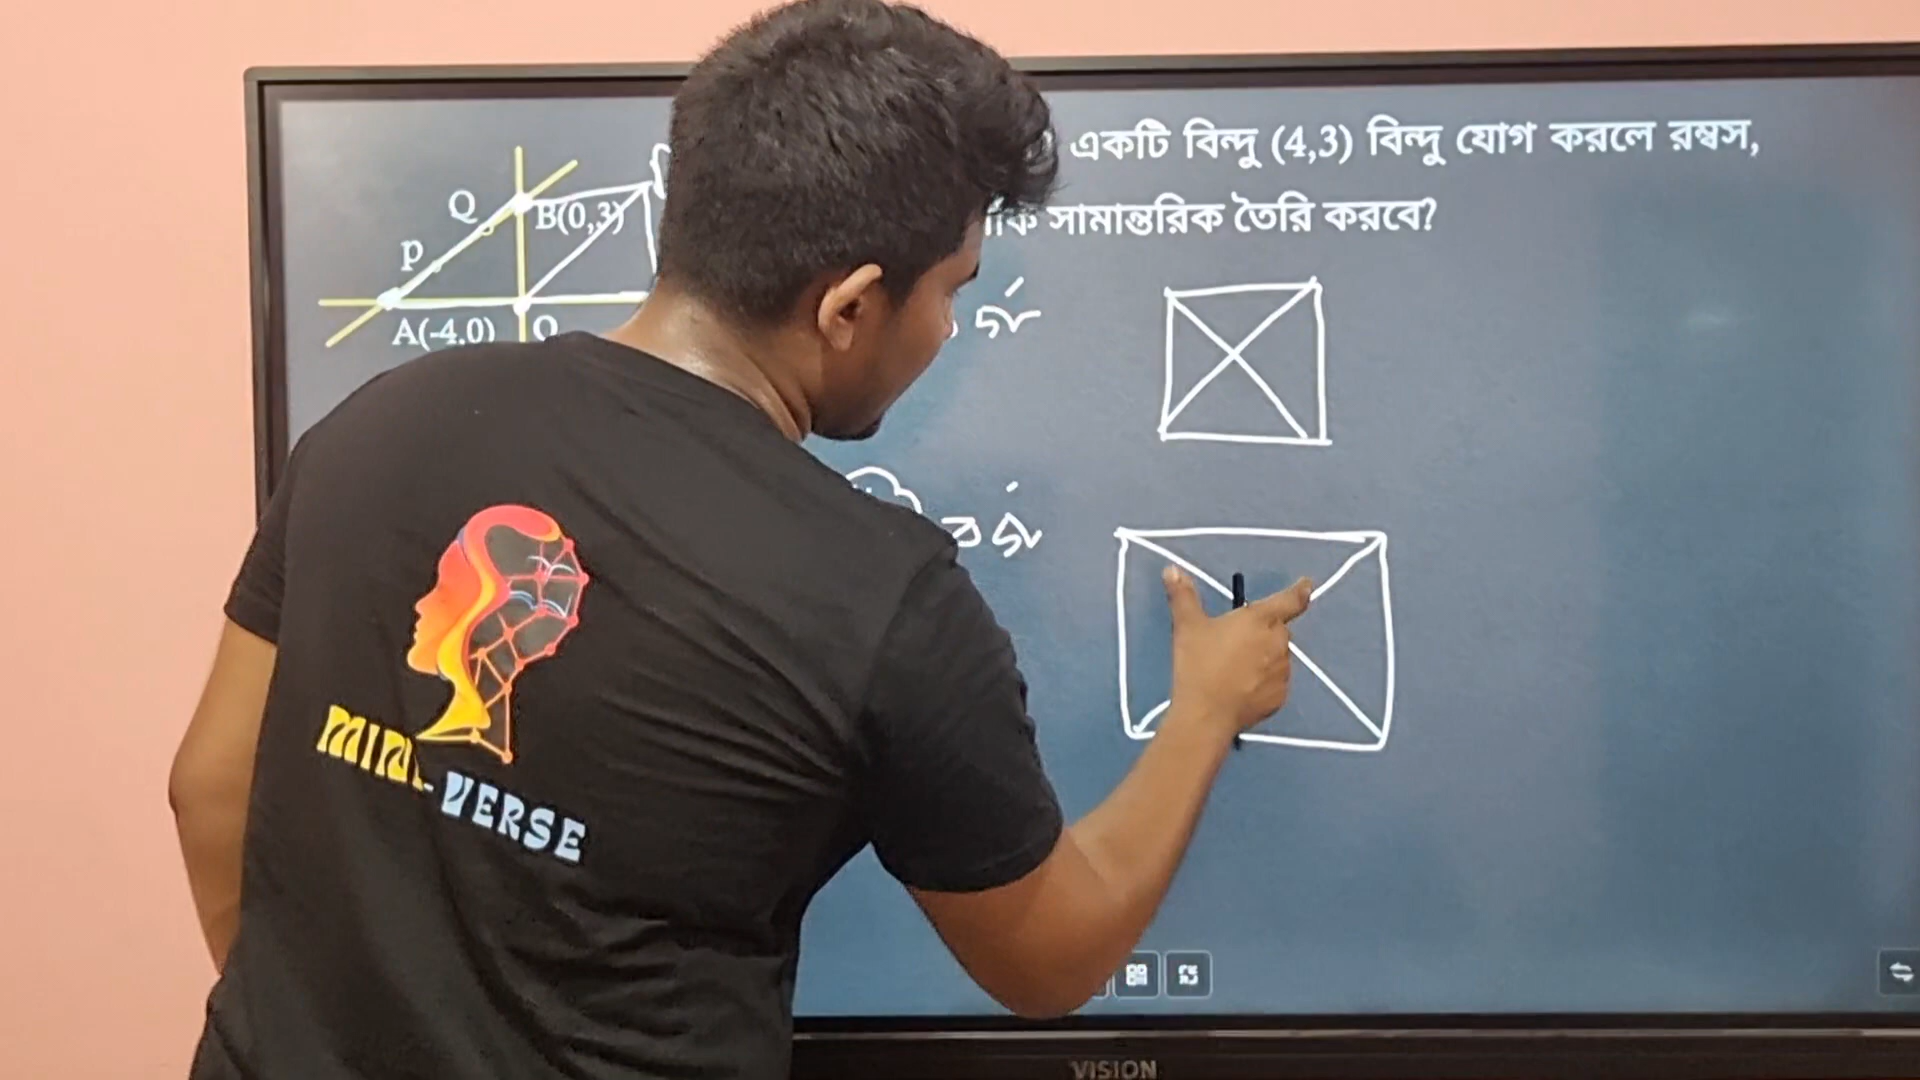 একটি বিন্দু (4,3) বিন্দু যোগ করলে রম্বস,
সামান্তরিক তৈরি করবে?
Q
B(0,3)
P
A(-4,0) O
MIND-VERSE
VISION